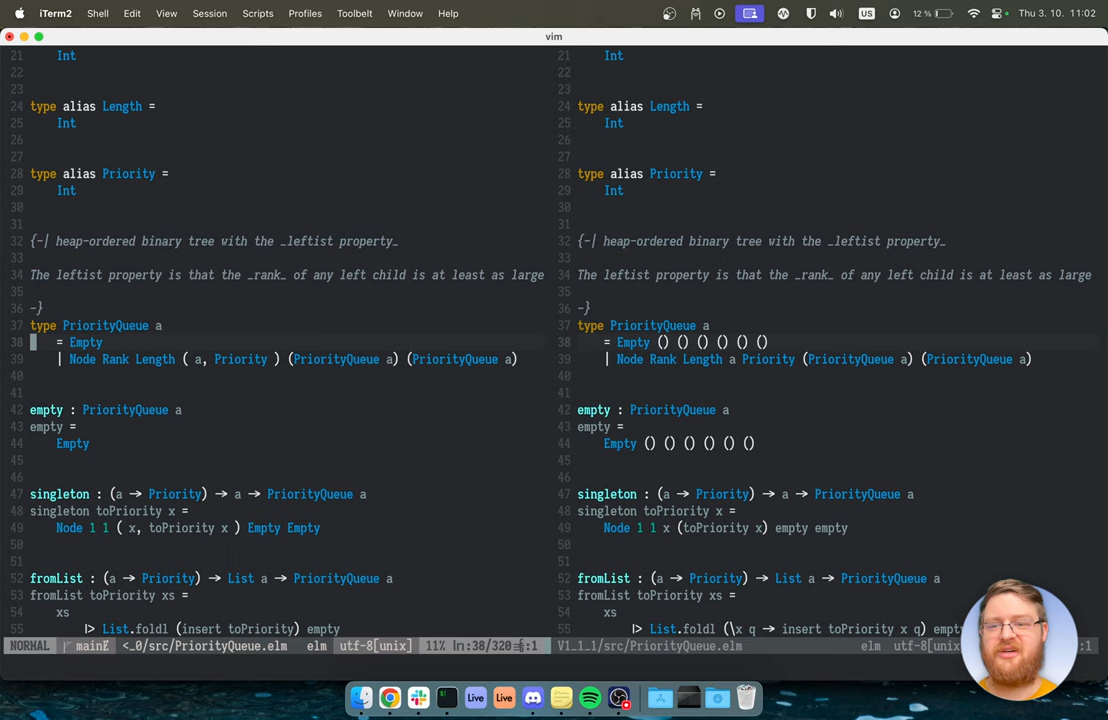 iTerm2 Shell Edit View Session Scripts Profiles Toolbelt Window Help US 12 % Thu 3. 10. 11:02
vim
21 Int
22
23
24 type alias Length =
25 Int
26
27
28 type alias Priority =
29 Int
30
31
32 {-| heap-ordered binary tree with the _leftist property_
33
34 The leftist property is that the _rank_ of any left child is at least as large
35
36 -}
37 type PriorityQueue a
38 = Empty
39 | Node Rank Length ( a, Priority ) (PriorityQueue a) (PriorityQueue a)
40
41
42 empty : PriorityQueue a
43 empty =
44 Empty
45
46
47 singleton : (a → Priority) → a → PriorityQueue a
48 singleton toPriority x =
49 Node 1 1 ( x, toPriority x ) Empty Empty
50
51
52 fromList : (a → Priority) → List a → PriorityQueue a
53 fromList toPriority xs =
54 xs
55 |> List.foldl (insert toPriority) empty
NORMAL main <_0/src/PriorityQueue.elm elm utf-8[unix] 11% ln:38/320 :1
21 Int
22
23
24 type alias Length =
25 Int
26
27
28 type alias Priority =
29 Int
30
31
32 {-| heap-ordered binary tree with the _leftist property_
33
34 The leftist property is that the _rank_ of any left child is at least as large
35
36 -}
37 type PriorityQueue a
38 = Empty () () () () () ()
39 | Node Rank Length a Priority (PriorityQueue a) (PriorityQueue a)
40
41
42 empty : PriorityQueue a
43 empty =
44 Empty () () () () () ()
45
46
47 singleton : (a → Priority) → a → PriorityQueue a
48 singleton toPriority x =
49 Node 1 1 x (toPriority x) empty empty
50
51
52 fromList : (a → Priority) → List a → PriorityQueue a
53 fromList toPriority xs =
54 xs
55 |> List.foldl (\x q → insert toPriority x q) empty
V1_1_1/src/PriorityQueue.elm elm utf-8[unix :1
Live Live